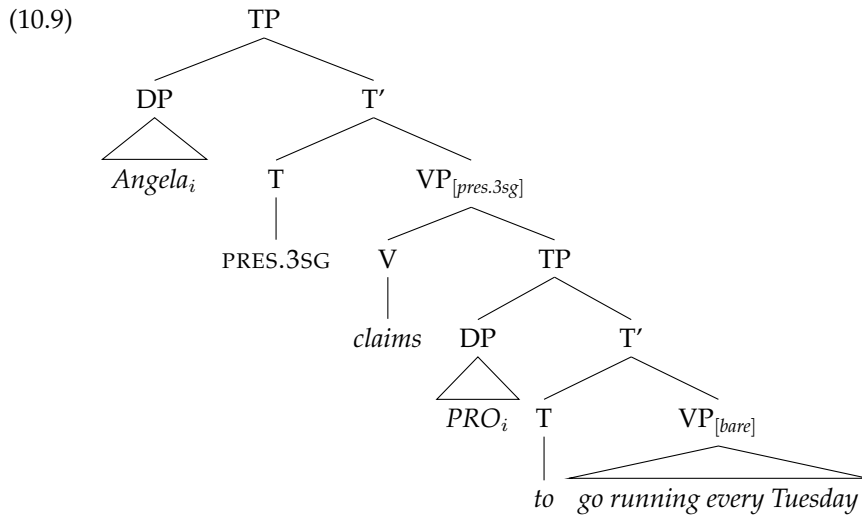 (10.9) TP
DP T′
Angelaᵢ T VP[pres.3sg]
PRES.3SG V TP
claims DP T′
PROᵢ T VP[bare]
to go running every Tuesday